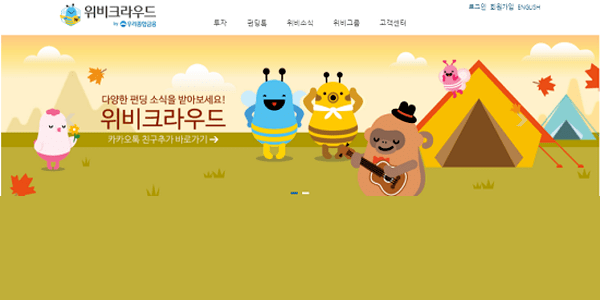 로그인 회원가입 ENGLISH
위비크라우드
by 우리종합금융
투자 펀딩톡 위비소식 위비그룹 고객센터
다양한 펀딩 소식을 받아보세요!
위비크라우드
카카오톡 친구추가 바로가기